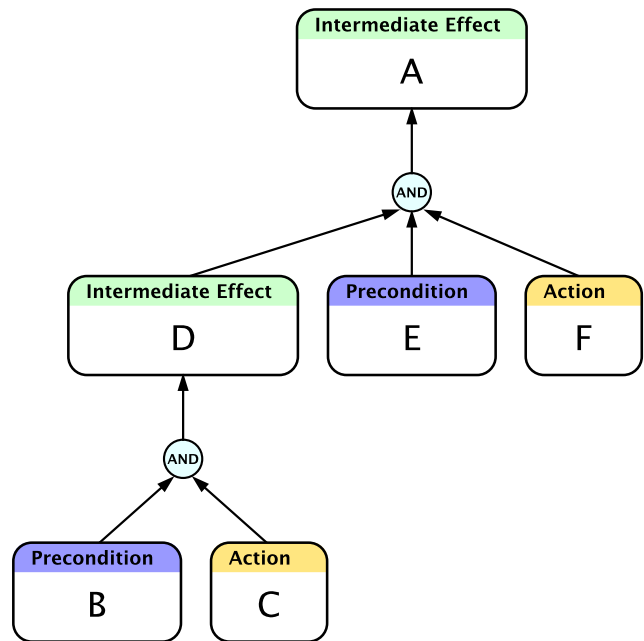 Intermediate Effect
A
AND
Intermediate Effect
D
Precondition
E
Action
F
AND
Precondition
B
Action
C